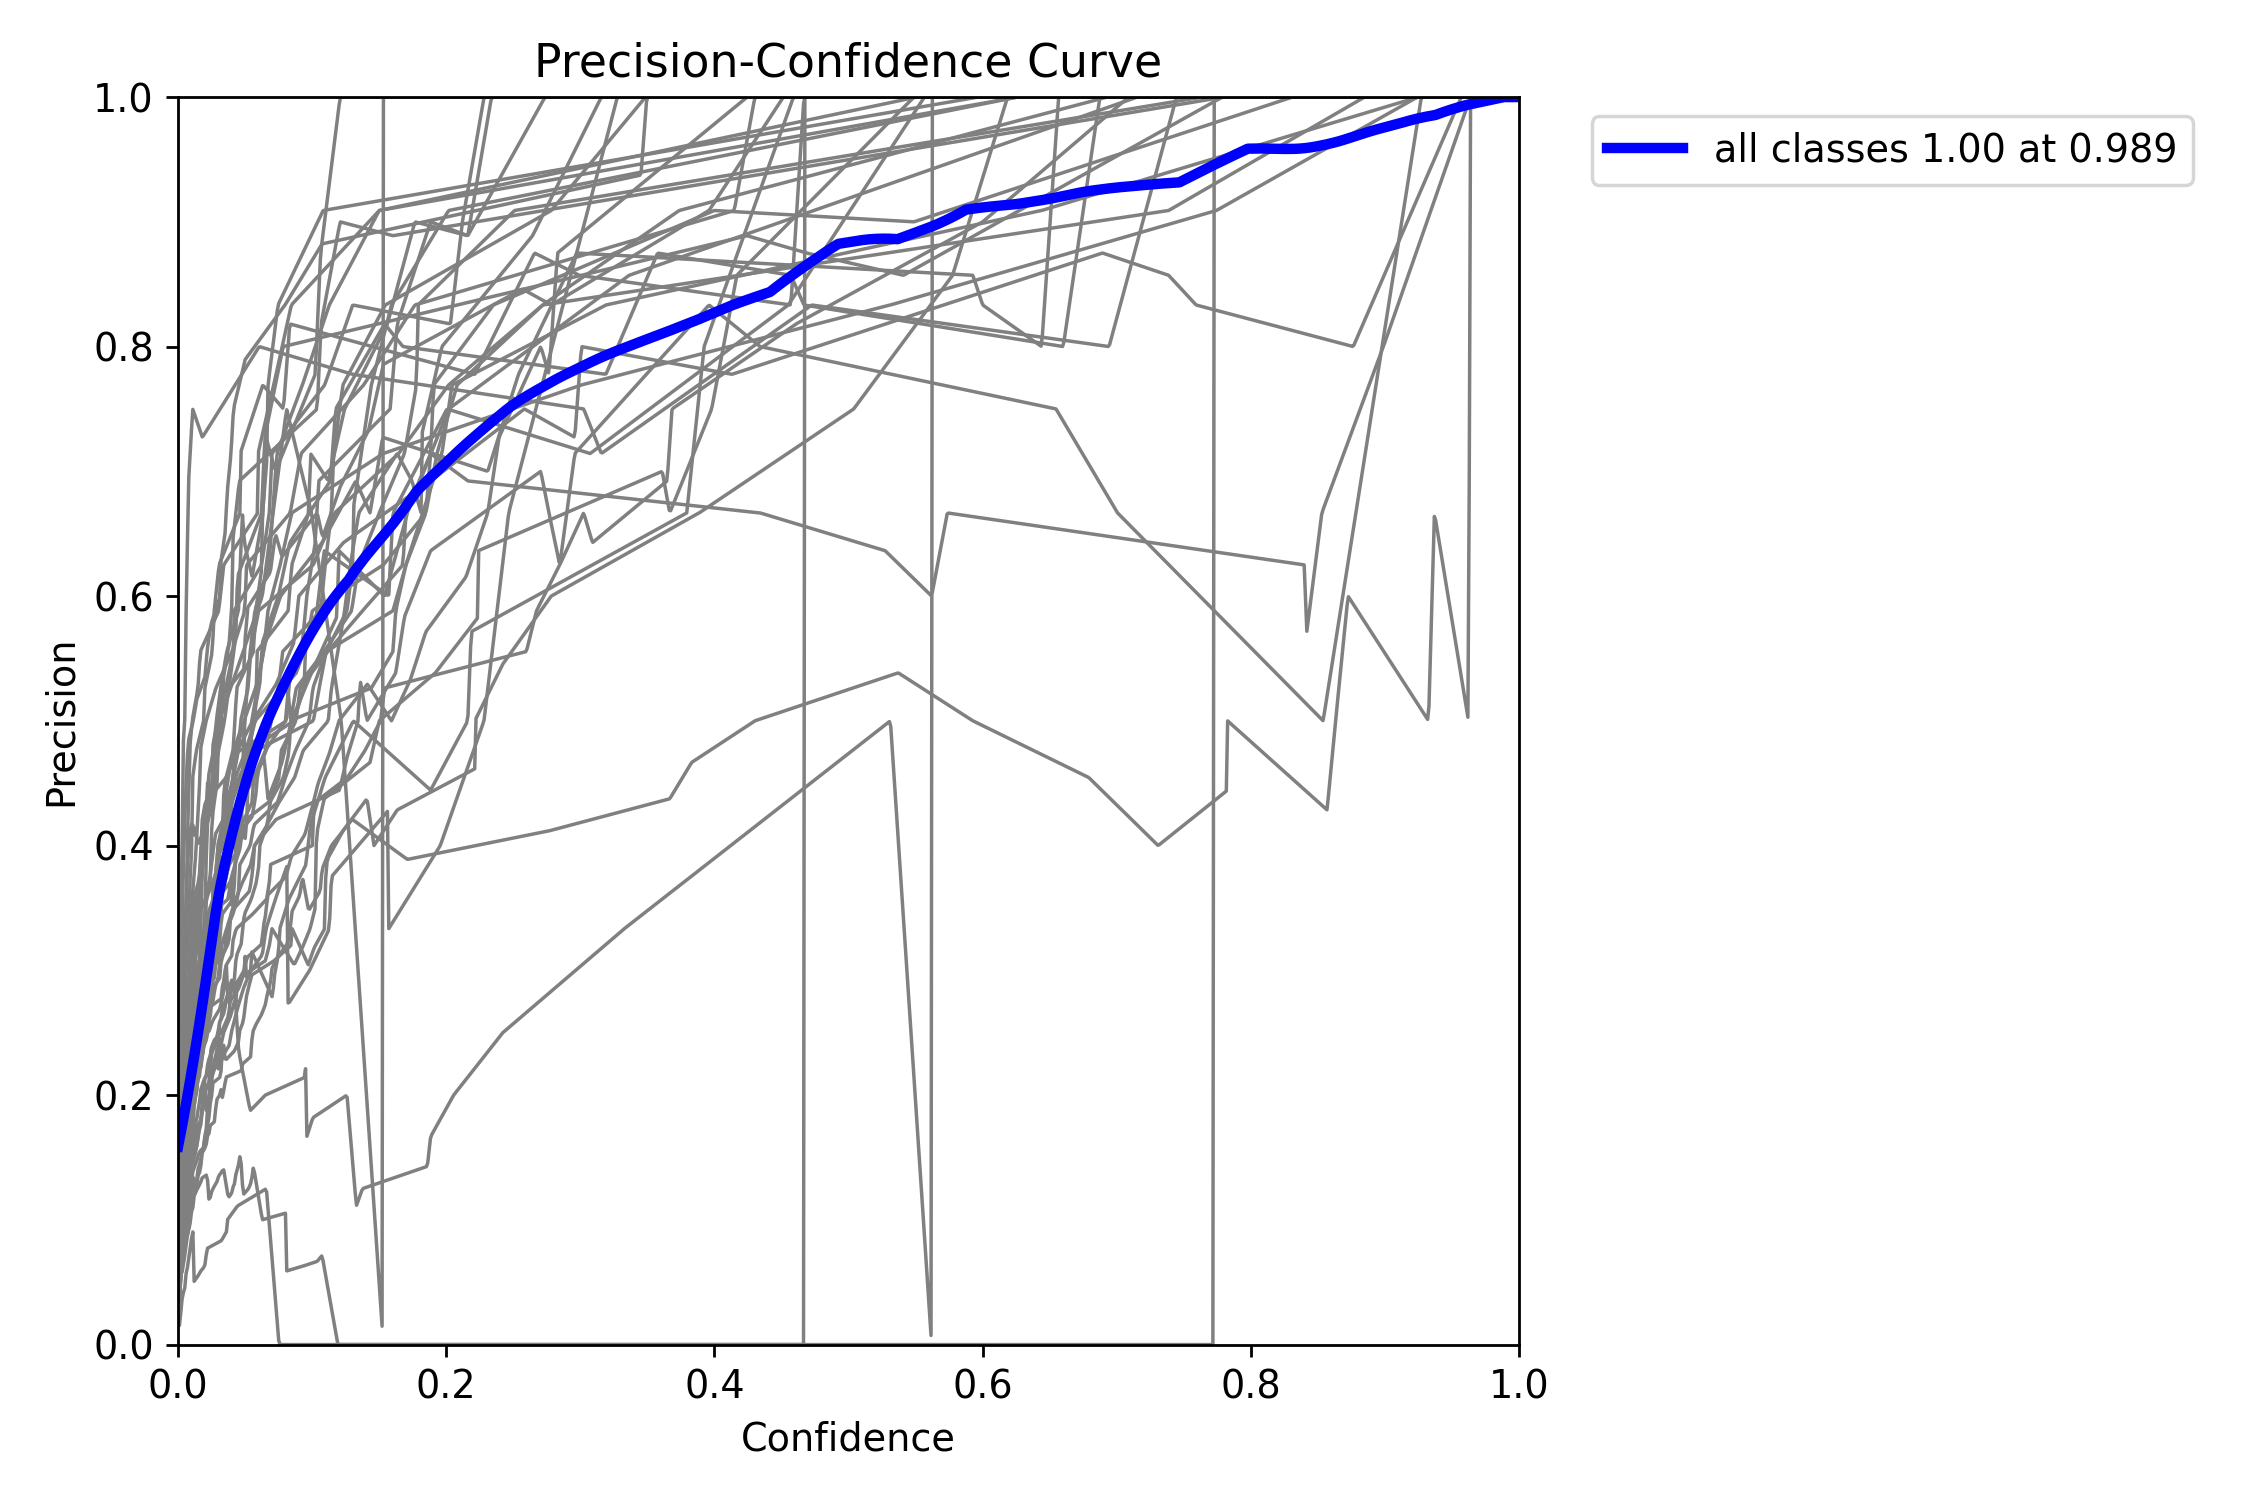 Precision-Confidence Curve
1.0
0.8
0.6
0.4
0.2
0.0
Precision
0.0 0.2 0.4 0.6 0.8 1.0
Confidence
all classes 1.00 at 0.989